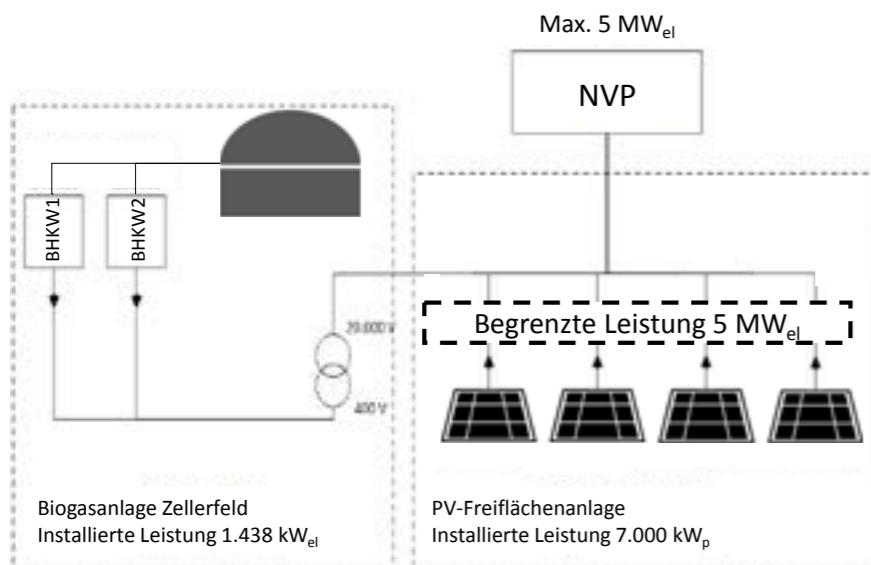 Max. 5 MWel
NVP
BHKW1
BHKW2
20.000 V
Begrenzte Leistung 5 MWel
400 V
Biogasanlage Zellerfeld
Installierte Leistung 1.438 kWel
PV-Freiflächenanlage
Installierte Leistung 7.000 kWp